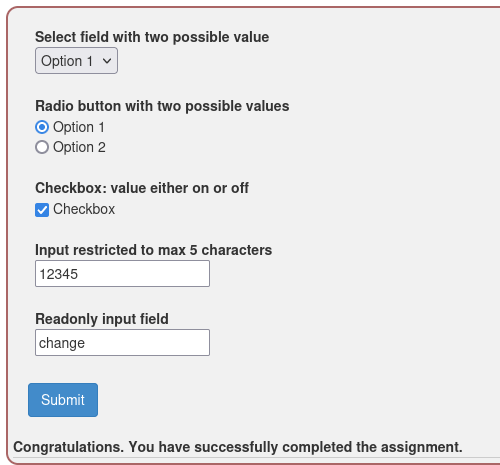 Select field with two possible value
Option 1
Radio button with two possible values
Option 1
Option 2
Checkbox: value either on or off
Checkbox
Input restricted to max 5 characters
12345
Readonly input field
change
Submit
Congratulations. You have successfully completed the assignment.